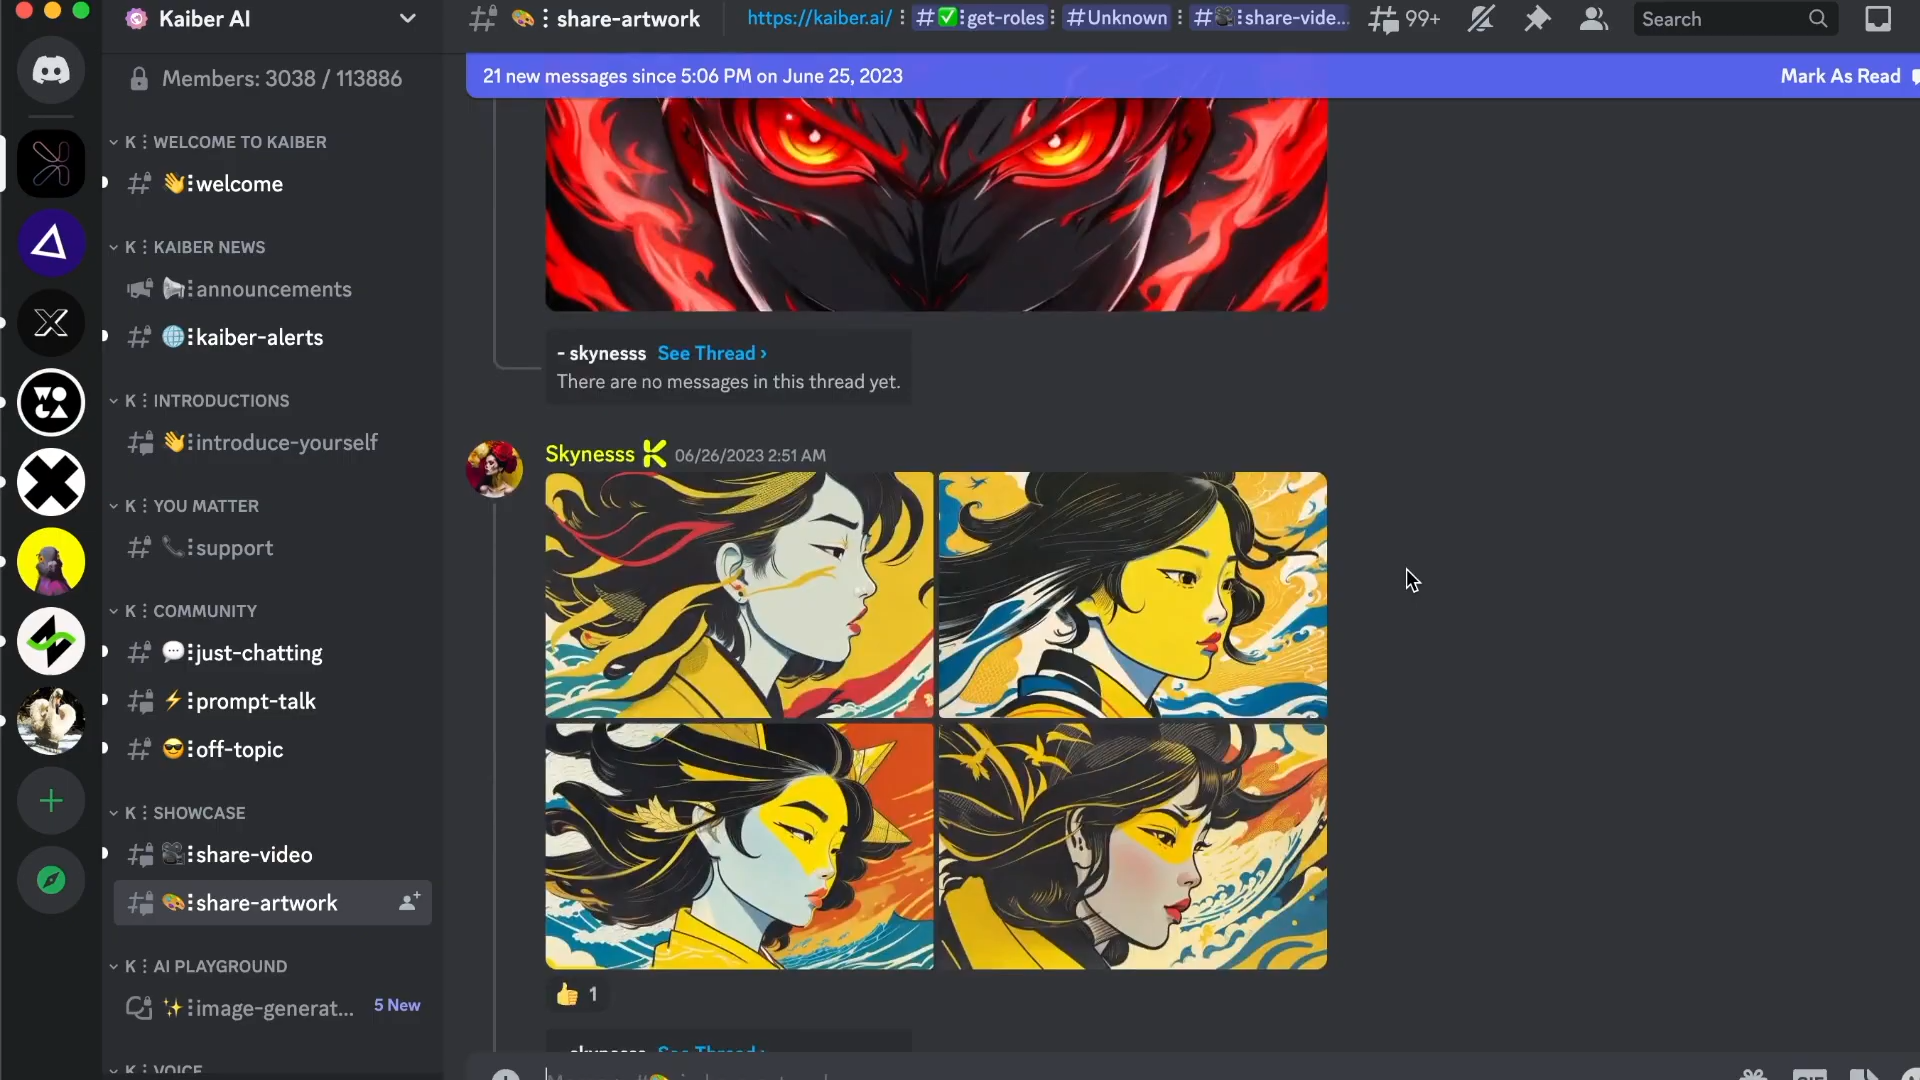 Kaiber AI
share-artwork
https://kaiber.ai/ ⋮ #✅⋮get-roles ⋮ #Unknown ⋮ #🎥⋮share-vide...
99+
Search
21 new messages since 5:06 PM on June 25, 2023
Mark As Read
Members: 3038 / 113886
K ⋮ WELCOME TO KAIBER
welcome
K ⋮ KAIBER NEWS
announcements
kaiber-alerts
K ⋮ INTRODUCTIONS
introduce-yourself
K ⋮ YOU MATTER
support
K ⋮ COMMUNITY
just-chatting
prompt-talk
off-topic
K ⋮ SHOWCASE
share-video
share-artwork
K ⋮ AI PLAYGROUND
image-generat... 5 New
K ⋮ VOICE
- skynesss See Thread ›
There are no messages in this thread yet.
Skynesss 06/26/2023 2:51 AM
👍 1
- skynesss See Thread ›